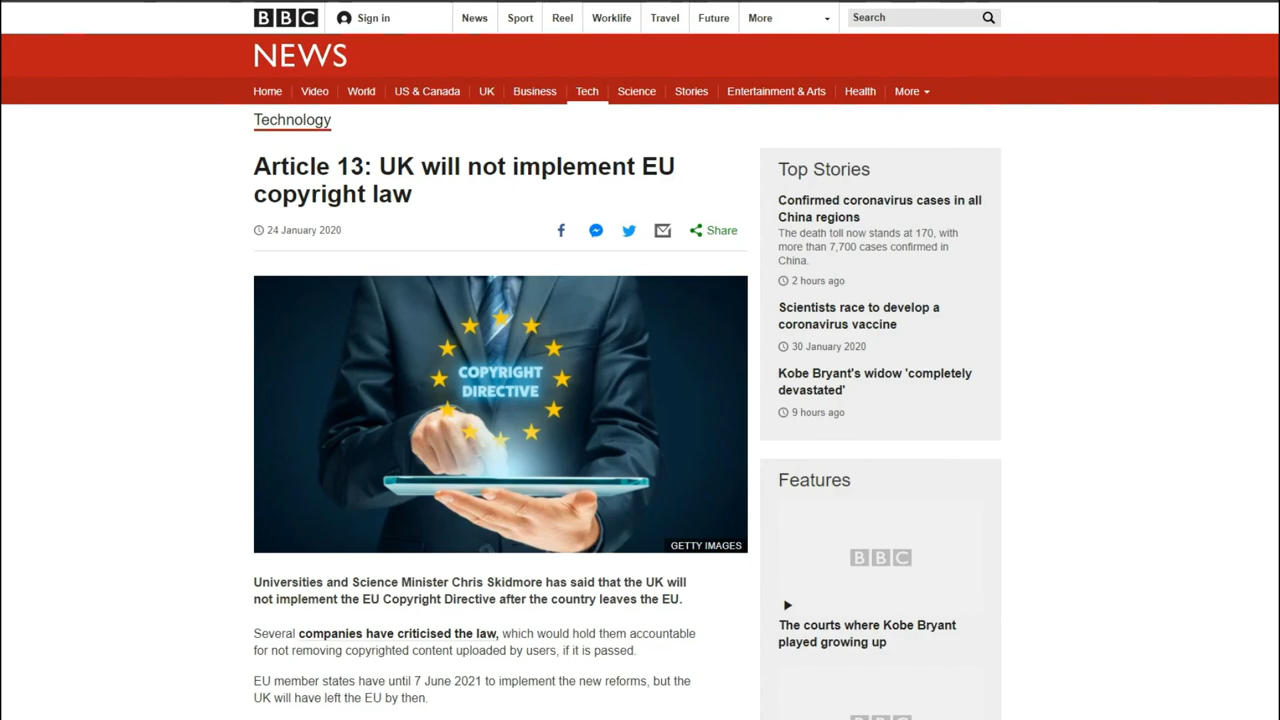 BBC
Sign in
News
Sport
Reel
Worklife
Travel
Future
More
Search
NEWS
Home
Video
World
US & Canada
UK
Business
Tech
Science
Stories
Entertainment & Arts
Health
More
Technology
Article 13: UK will not implement EU
copyright law
24 January 2020
Share
COPYRIGHT
DIRECTIVE
GETTY IMAGES
Universities and Science Minister Chris Skidmore has said that the UK will
not implement the EU Copyright Directive after the country leaves the EU.
Several companies have criticised the law, which would hold them accountable
for not removing copyrighted content uploaded by users, if it is passed.
EU member states have until 7 June 2021 to implement the new reforms, but the
UK will have left the EU by then.
Top Stories
Confirmed coronavirus cases in all
China regions
The death toll now stands at 170, with
more than 7,700 cases confirmed in
China.
2 hours ago
Scientists race to develop a
coronavirus vaccine
30 January 2020
Kobe Bryant's widow 'completely
devastated'
9 hours ago
Features
BBC
The courts where Kobe Bryant
played growing up
BBC